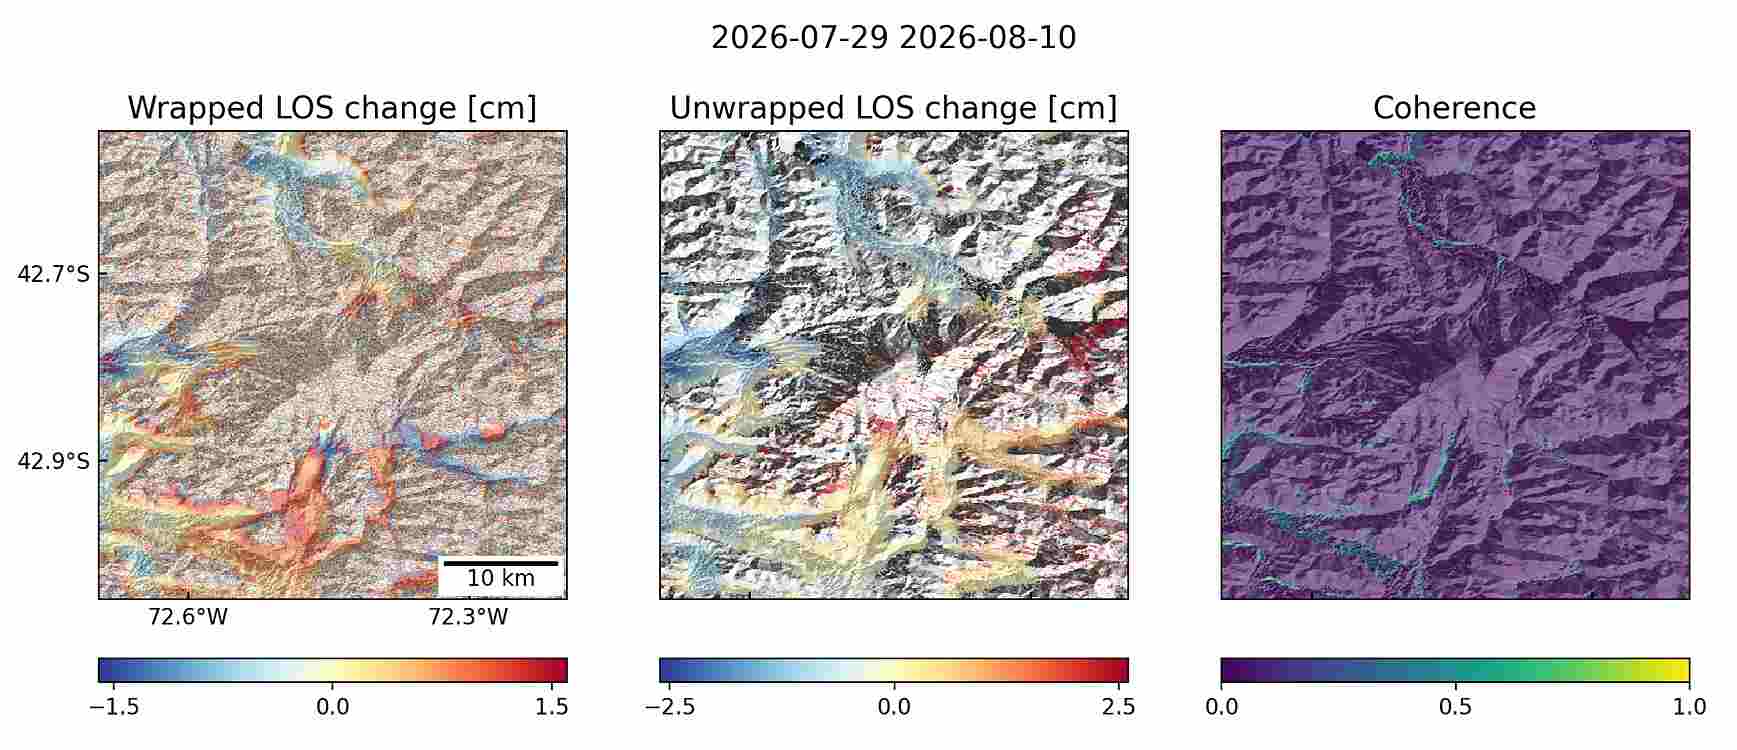 2026-07-29 2026-08-10
Wrapped LOS change [cm]
Unwrapped LOS change [cm]
Coherence
42.7°S
42.9°S
10 km
72.6°W
72.3°W
−1.5
0.0
1.5
−2.5
0.0
2.5
0.0
0.5
1.0